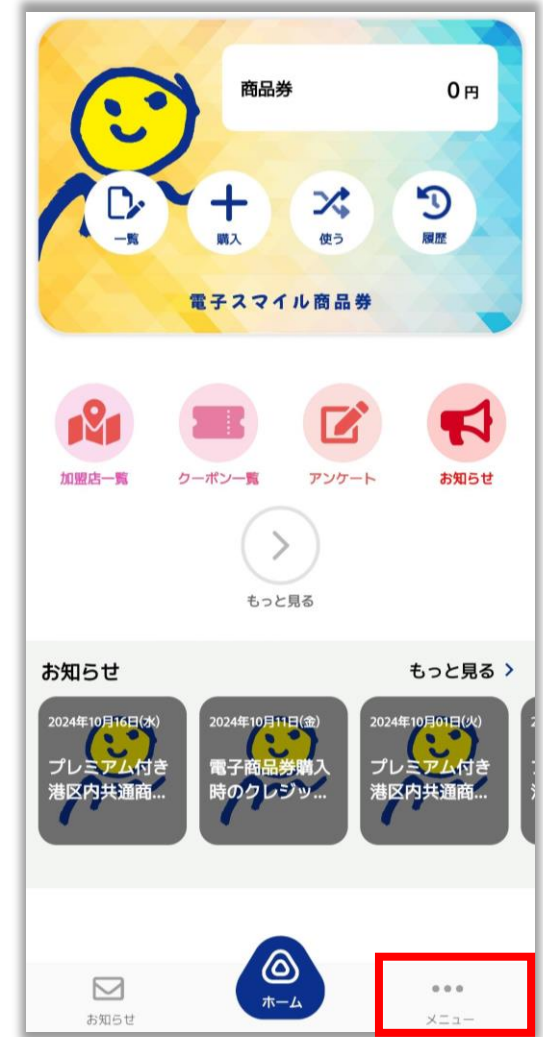 商品券 0円
一覧 購入 使う 履歴
電子スマイル商品券
加盟店一覧 クーポン一覧 アンケート お知らせ
もっと見る
お知らせ もっと見る
2024年10月16日(水)
プレミアム付き
港区内共通商...
2024年10月11日(金)
電子商品券購入
時のクレジッ...
2024年10月01日(火)
プレミアム付き
港区内共通商...
お知らせ ホーム メニュー